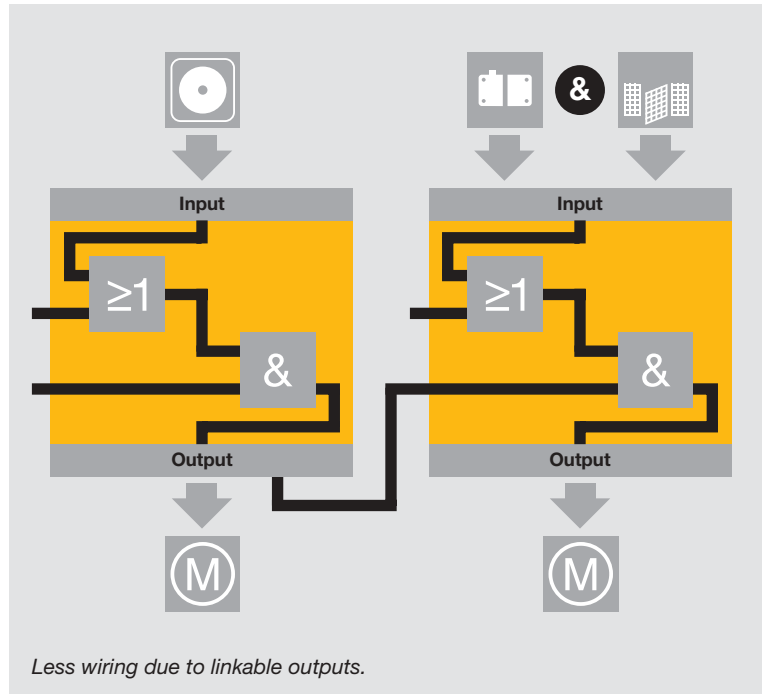 &
Input
Input
≥1
≥1
&
&
Output
Output
M
M
Less wiring due to linkable outputs.